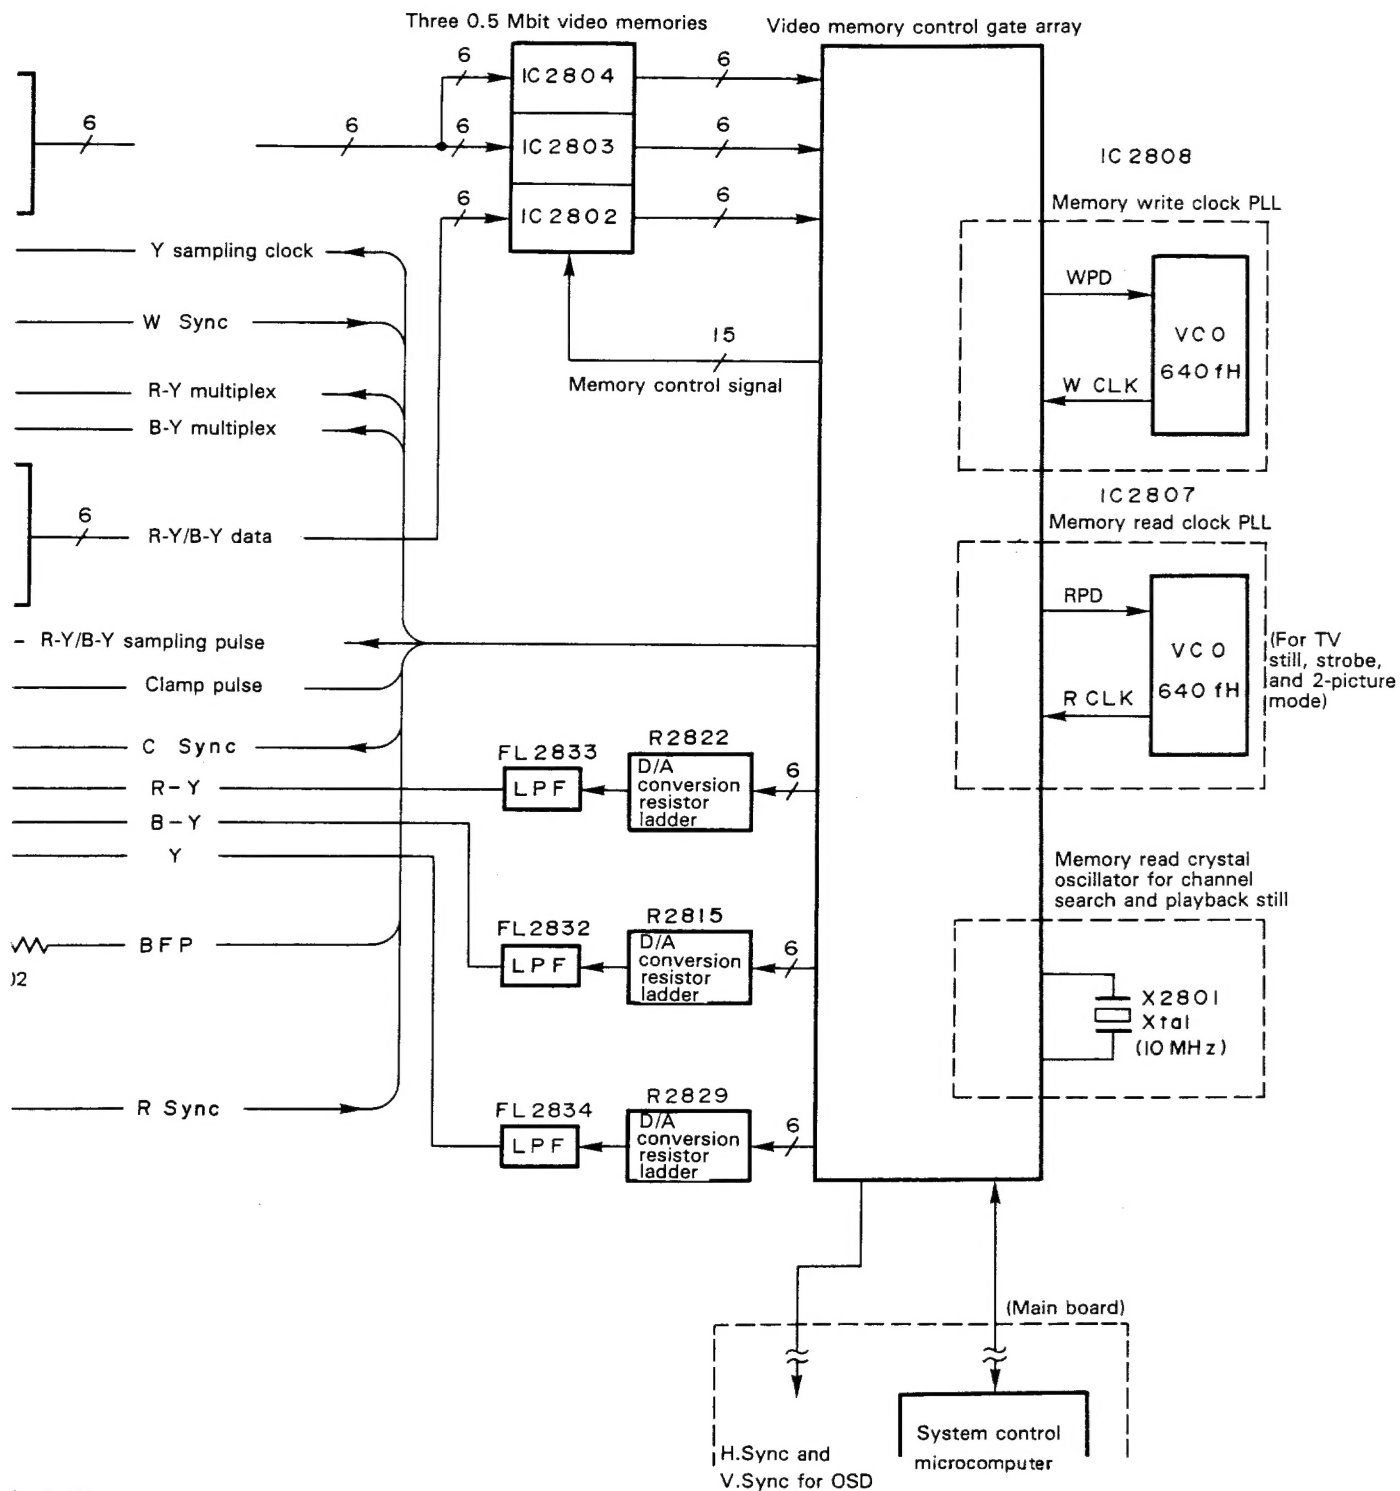 Three 0.5 Mbit video memories
Video memory control gate array
6
IC2804
6
6
6
6
IC2803
6
IC2808
6
IC2802
6
Memory write clock PLL
Y sampling clock
WPD
W Sync
VCO
640fH
15
Memory control signal
W CLK
R-Y multiplex
B-Y multiplex
IC2807
Memory read clock PLL
6
R-Y/B-Y data
RPD
R-Y/B-Y sampling pulse
VCO
640fH
(For TV
still, strobe,
and 2-picture
mode)
Clamp pulse
R CLK
C Sync
FL2833
LPF
R2822
D/A
conversion
resistor
ladder
6
R-Y
B-Y
Y
Memory read crystal
oscillator for channel
search and playback still
FL2832
LPF
R2815
D/A
conversion
resistor
ladder
6
BFP
02
X2801
Xtal
(10 MHz)
R Sync
FL2834
LPF
R2829
D/A
conversion
resistor
ladder
6
(Main board)
H.Sync and
V.Sync for OSD
System control
microcomputer